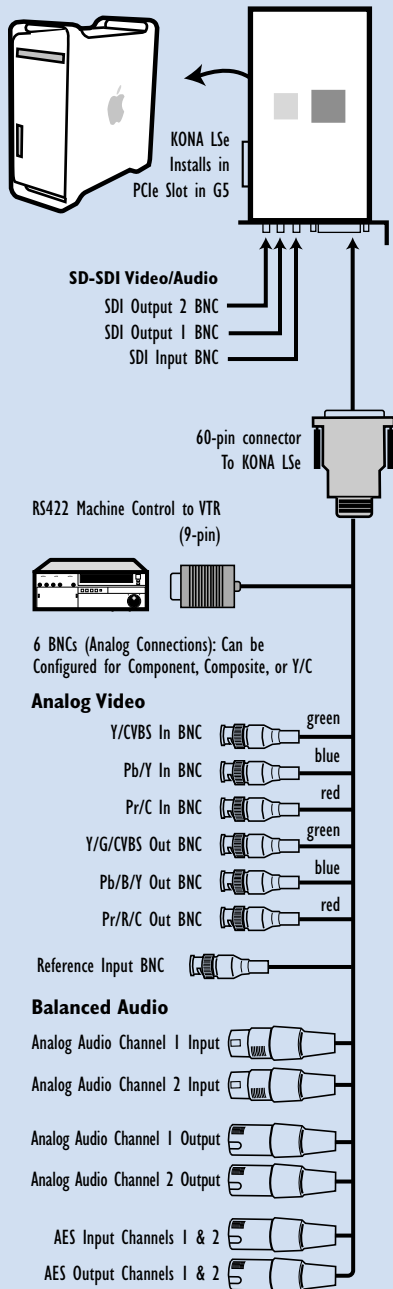 KONA LSe
Installs in
PCIe Slot in G5
SD-SDI Video/Audio
SDI Output 2 BNC
SDI Output 1 BNC
SDI Input BNC
60-pin connector
To KONA LSe
RS422 Machine Control to VTR
(9-pin)
6 BNCs (Analog Connections): Can be
Configured for Component, Composite, or Y/C
Analog Video
Y/CVBS In BNC
green
Pb/Y In BNC
blue
Pr/C In BNC
red
Y/G/CVBS Out BNC
green
Pb/B/Y Out BNC
blue
Pr/R/C Out BNC
red
Reference Input BNC
Balanced Audio
Analog Audio Channel 1 Input
Analog Audio Channel 2 Input
Analog Audio Channel 1 Output
Analog Audio Channel 2 Output
AES Input Channels 1 & 2
AES Output Channels 1 & 2